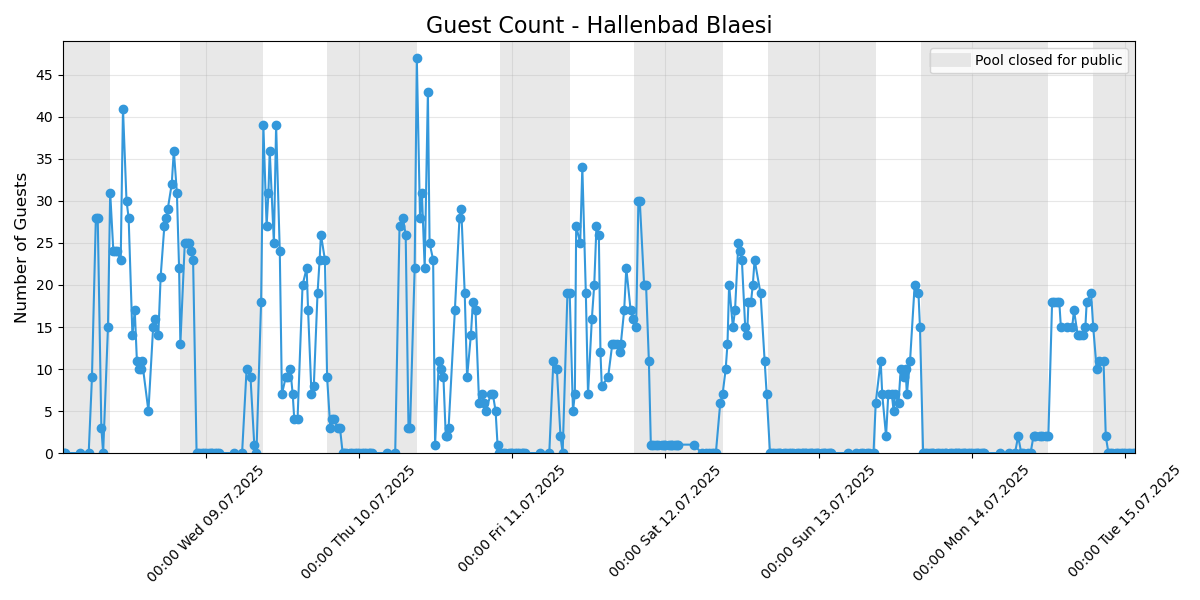 Guest Count - Hallenbad Blaesi
Pool closed for public
Number of Guests
45
40
35
30
25
20
15
10
5
0
00:00 Wed 09.07.2025
00:00 Thu 10.07.2025
00:00 Fri 11.07.2025
00:00 Sat 12.07.2025
00:00 Sun 13.07.2025
00:00 Mon 14.07.2025
00:00 Tue 15.07.2025